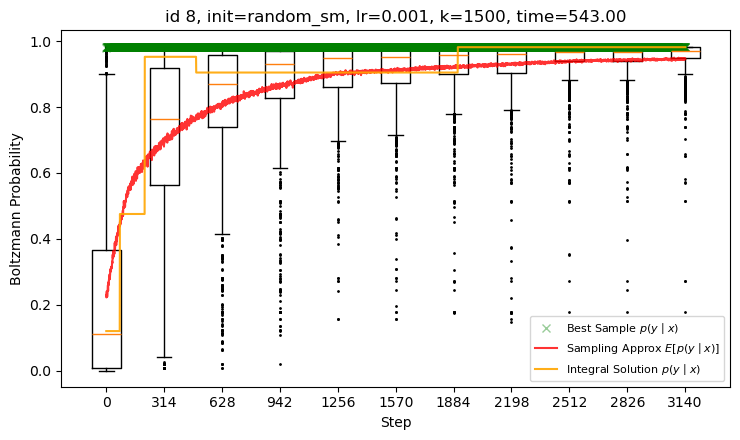 id 8, init=random_sm, lr=0.001, k=1500, time=543.00
Boltzmann Probability
1.0
0.8
0.6
0.4
0.2
0.0
0 314 628 942 1256 1570 1884 2198 2512 2826 3140
Step
Best Sample p(y | x)
Sampling Approx E[p(y | x)]
Integral Solution p(y | x)